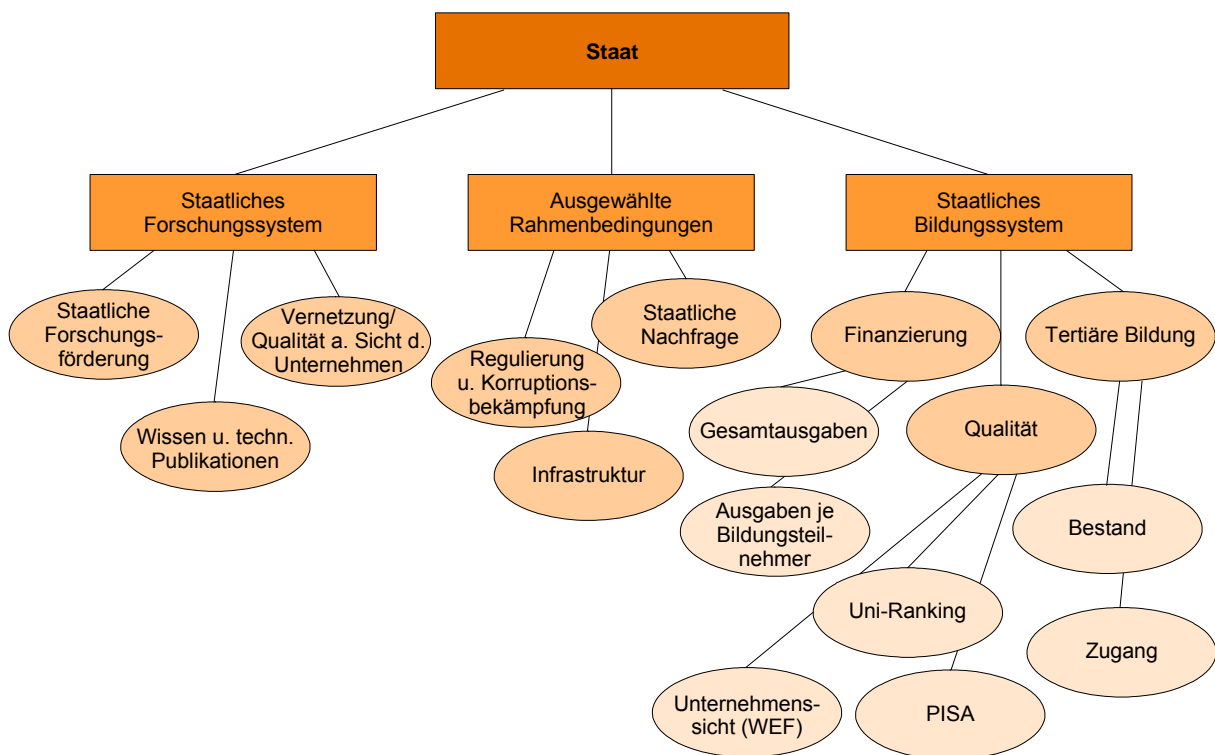 Staat
Staatliches
Forschungssystem
Ausgewählte
Rahmenbedingungen
Staatliches
Bildungssystem
Staatliche
Forschungs-
förderung
Vernetzung/
Qualität a. Sicht d.
Unternehmen
Wissen u. techn.
Publikationen
Staatliche
Nachfrage
Regulierung
u. Korruptions-
bekämpfung
Infrastruktur
Finanzierung
Tertiäre Bildung
Gesamtausgaben
Qualität
Ausgaben je
Bildungsteil-
nehmer
Bestand
Uni-Ranking
Zugang
Unternehmens-
sicht (WEF)
PISA